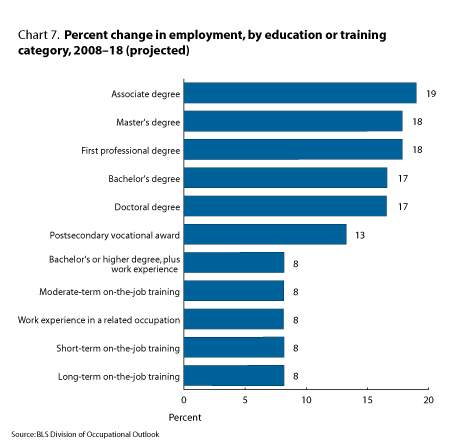 Chart 7. Percent change in employment, by education or training
category, 2008–18 (projected)
Associate degree 19
Master's degree 18
First professional degree 18
Bachelor's degree 17
Doctoral degree 17
Postsecondary vocational award 13
Bachelor's or higher degree, plus
work experience 8
Moderate-term on-the-job training 8
Work experience in a related occupation 8
Short-term on-the-job training 8
Long-term on-the-job training 8
0 5 10 15 20
Percent
Source: BLS Division of Occupational Outlook